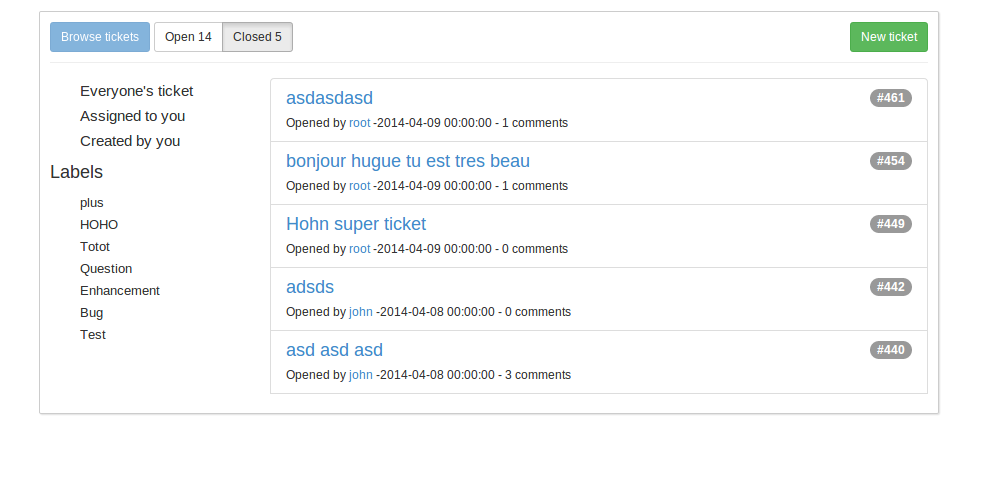 Browse tickets Open 14 Closed 5 New ticket
Everyone's ticket
Assigned to you
Created by you
Labels
plus
HOHO
Totot
Question
Enhancement
Bug
Test
asdasdasd #461
Opened by root -2014-04-09 00:00:00 - 1 comments
bonjour hugue tu est tres beau #454
Opened by root -2014-04-09 00:00:00 - 1 comments
Hohn super ticket #449
Opened by root -2014-04-09 00:00:00 - 0 comments
adsds #442
Opened by john -2014-04-08 00:00:00 - 0 comments
asd asd asd #440
Opened by john -2014-04-08 00:00:00 - 3 comments